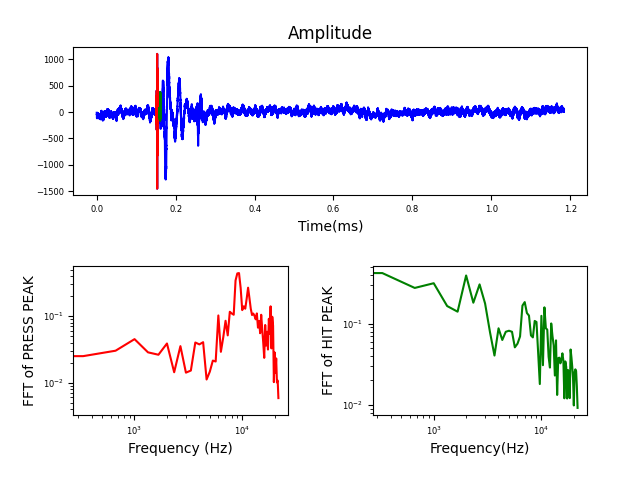 Amplitude
1000
500
0
−500
−1000
−1500
0.0 0.2 0.4 0.6 0.8 1.0 1.2
Time(ms)
FFT of PRESS PEAK
10⁻¹
10⁻²
10³ 10⁴
Frequency (Hz)
FFT of HIT PEAK
10⁻¹
10⁻²
10³ 10⁴
Frequency(Hz)